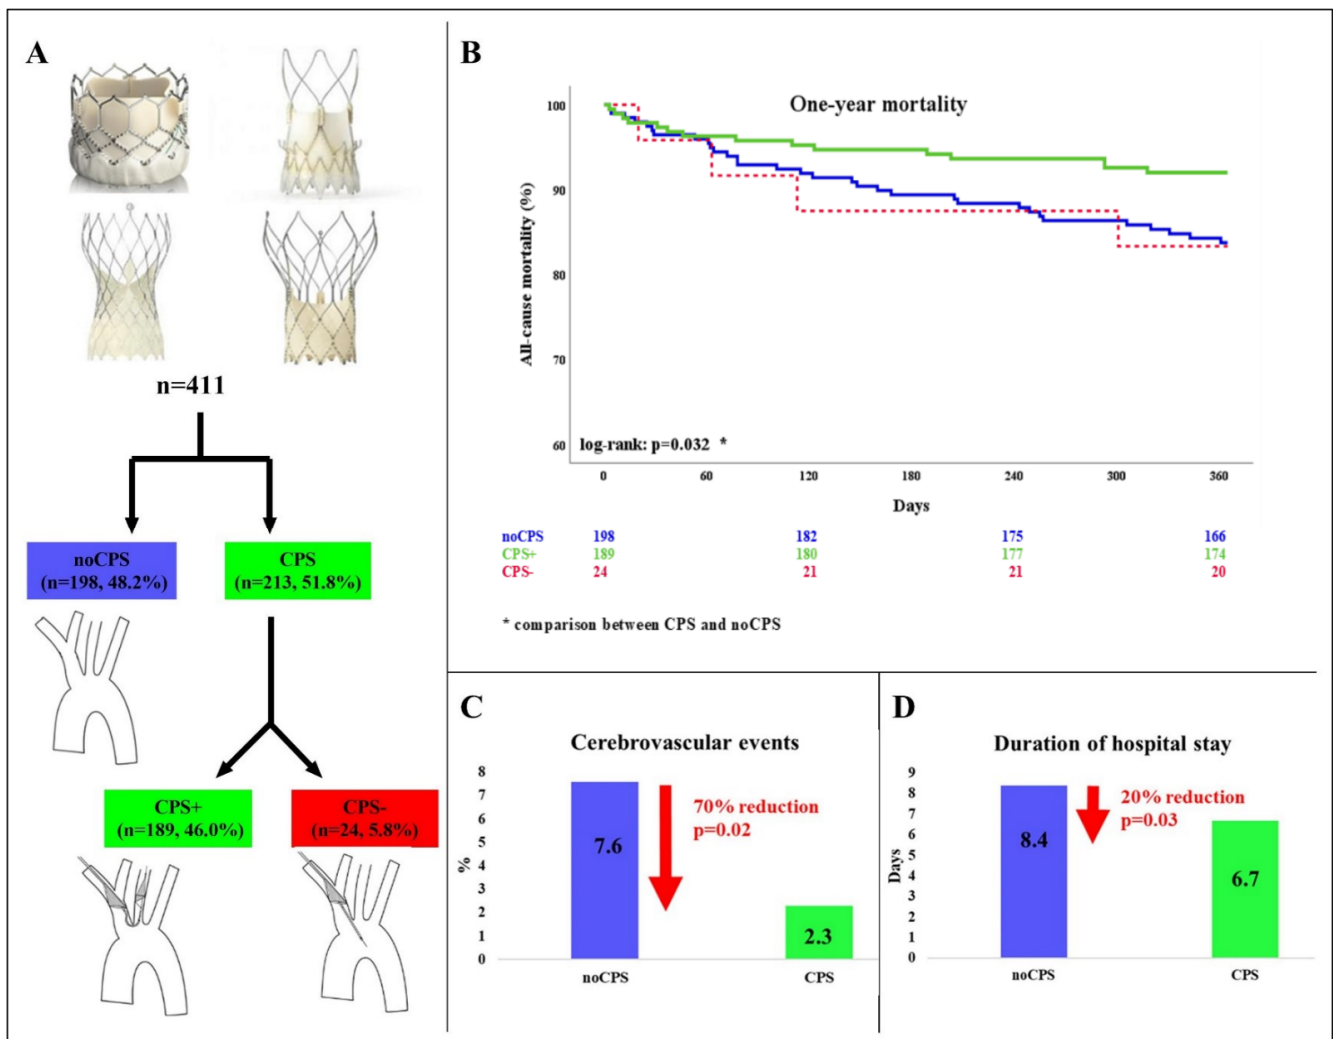 A
n=411
noCPS
(n=198, 48.2%)
CPS
(n=213, 51.8%)
CPS+
(n=189, 46.0%)
CPS-
(n=24, 5.8%)
B
One-year mortality
All-cause mortality (%)
100
90
80
70
60
log-rank: p=0.032 *
0 60 120 180 240 300 360
Days
noCPS 198 182 175 166
CPS+ 189 180 177 174
CPS- 24 21 21 20
* comparison between CPS and noCPS
C
Cerebrovascular events
%
8
7
6
5
4
3
2
1
0
7.6
70% reduction
p=0.02
2.3
noCPS CPS
D
Duration of hospital stay
Days
9
8
7
6
5
4
3
2
1
0
8.4
20% reduction
p=0.03
6.7
noCPS CPS